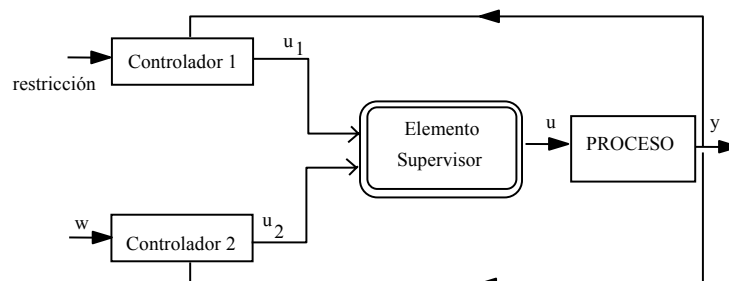 Controlador 1
u1
restricción
Elemento
Supervisor
u
PROCESO
y
w
Controlador 2
u2